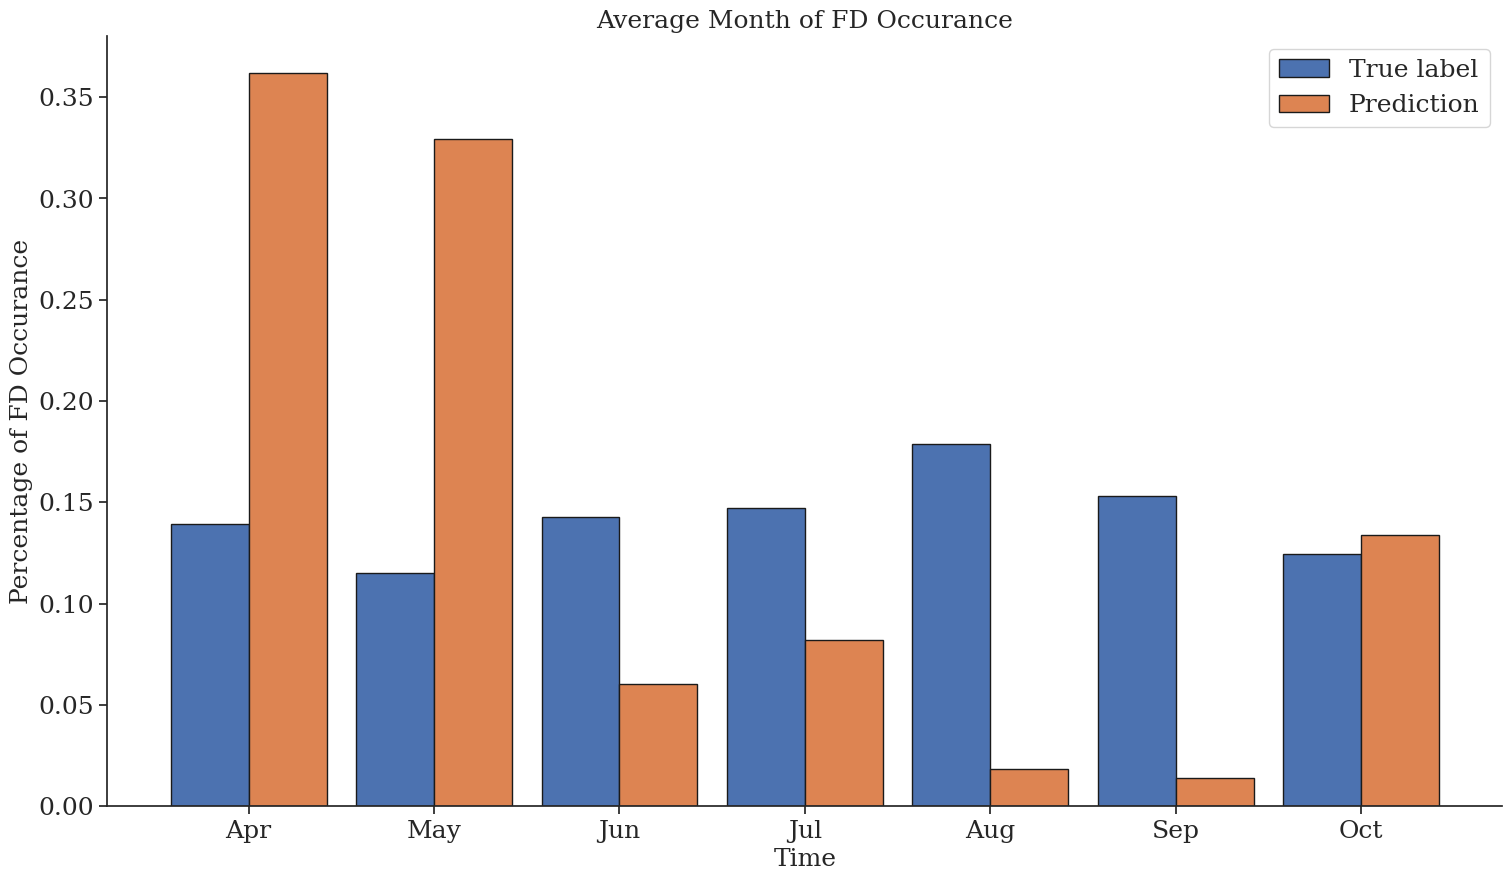 Average Month of FD Occurance
True label
Prediction
Percentage of FD Occurance
0.35
0.30
0.25
0.20
0.15
0.10
0.05
0.00
Apr May Jun Jul Aug Sep Oct
Time